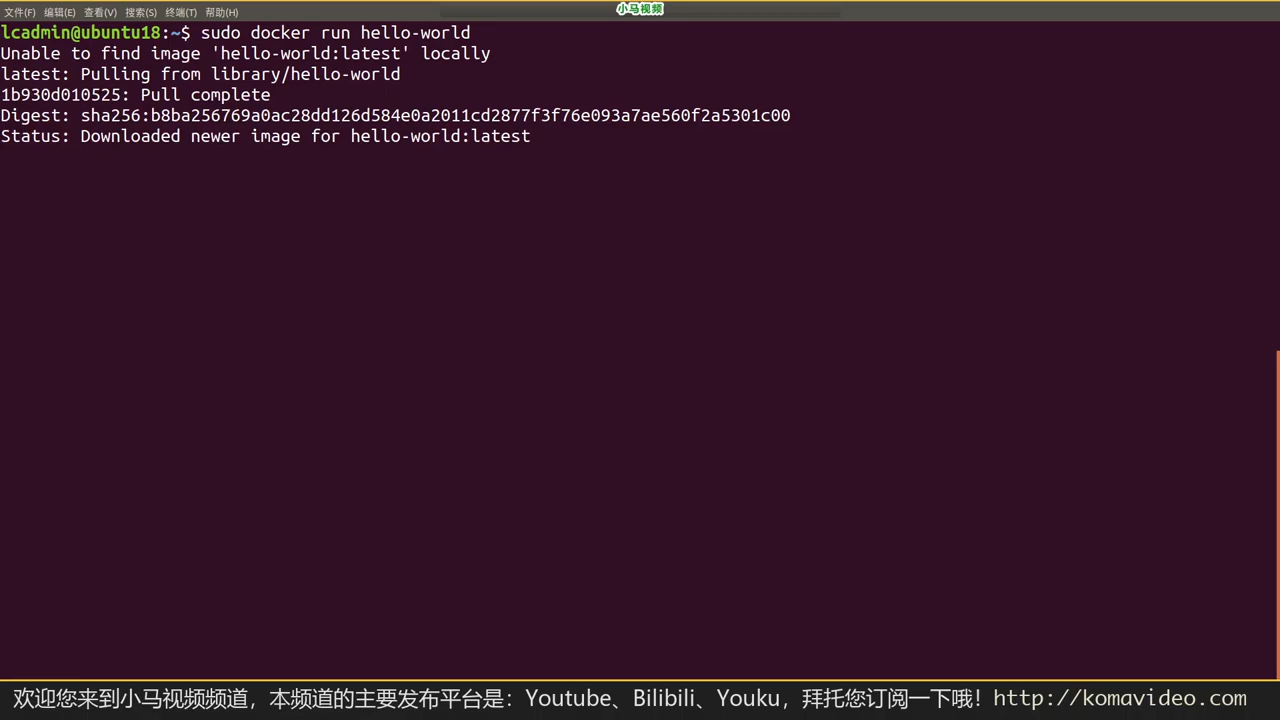 小马视频
文件(F) 编辑(E) 查看(V) 搜索(S) 终端(T) 帮助(H)
lcadmin@ubuntu18:~$ sudo docker run hello-world
Unable to find image 'hello-world:latest' locally
latest: Pulling from library/hello-world
1b930d010525: Pull complete
Digest: sha256:b8ba256769a0ac28dd126d584e0a2011cd2877f3f76e093a7ae560f2a5301c00
Status: Downloaded newer image for hello-world:latest
欢迎您来到小马视频频道，本频道的主要发布平台是：Youtube、Bilibili、Youku，拜托您订阅一下哦！http://komavideo.com